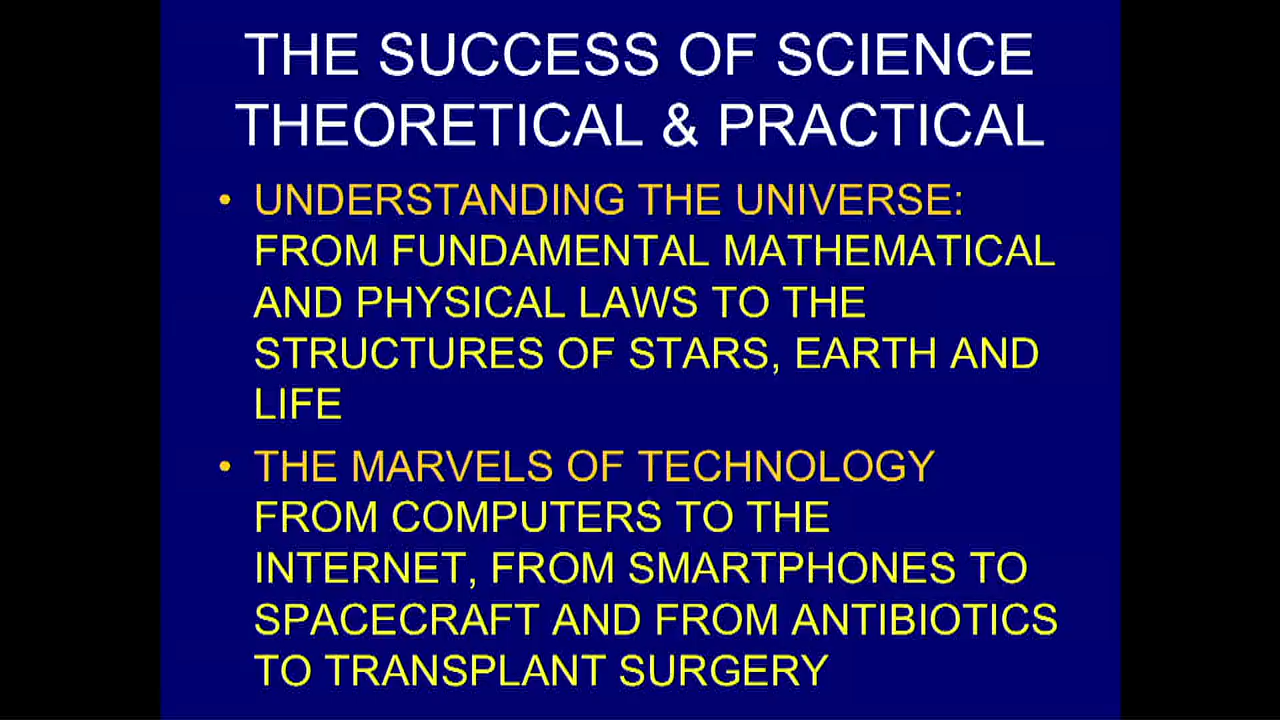 THE SUCCESS OF SCIENCE
THEORETICAL & PRACTICAL
• UNDERSTANDING THE UNIVERSE:
FROM FUNDAMENTAL MATHEMATICAL
AND PHYSICAL LAWS TO THE
STRUCTURES OF STARS, EARTH AND
LIFE
• THE MARVELS OF TECHNOLOGY
FROM COMPUTERS TO THE
INTERNET, FROM SMARTPHONES TO
SPACECRAFT AND FROM ANTIBIOTICS
TO TRANSPLANT SURGERY